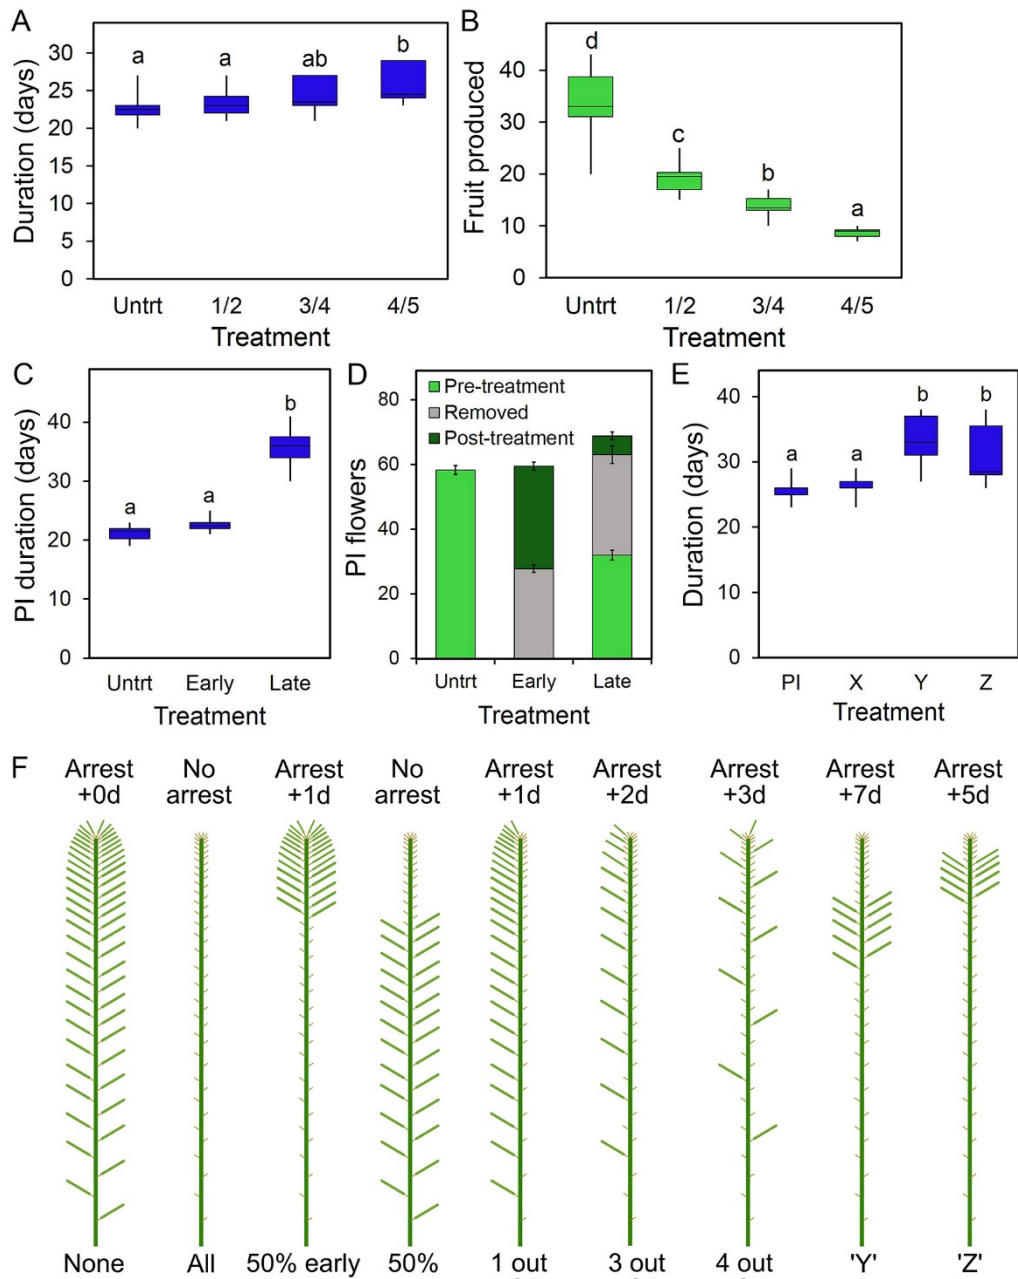 A
Duration (days)
30
25
20
15
10
5
0
a
a
ab
b
Untrt
1/2
3/4
4/5
Treatment
B
Fruit produced
40
30
20
10
0
d
c
b
a
Untrt
1/2
3/4
4/5
Treatment
C
PI duration (days)
40
30
20
10
0
a
a
b
Untrt
Early
Late
Treatment
D
PI flowers
80
60
40
20
0
Pre-treatment
Removed
Post-treatment
Untrt
Early
Late
Treatment
E
Duration (days)
40
30
20
10
0
a
a
b
b
PI
X
Y
Z
Treatment
F
Arrest No Arrest No Arrest Arrest Arrest Arrest Arrest
+0d arrest +1d arrest +1d +2d +3d +7d +5d
None All 50% early 50% 1 out 3 out 4 out 'Y' 'Z'